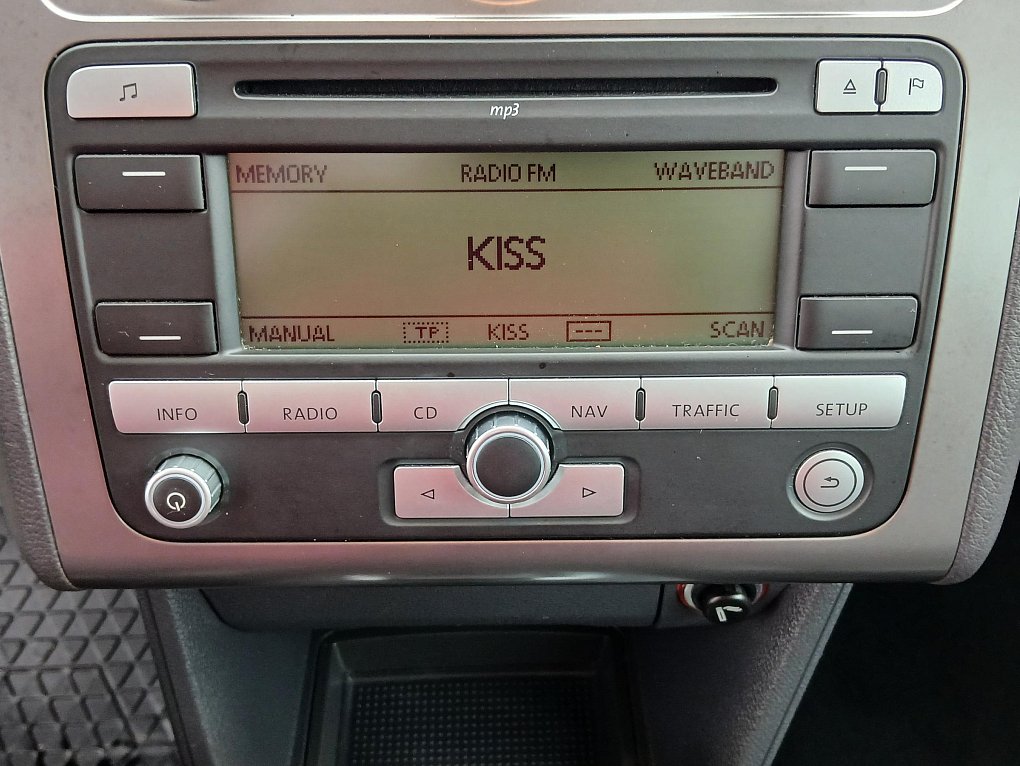 mp3
MEMORY RADIO FM WAVEBAND
KISS
MANUAL TP KISS --- SCAN
INFO RADIO CD NAV TRAFFIC SETUP